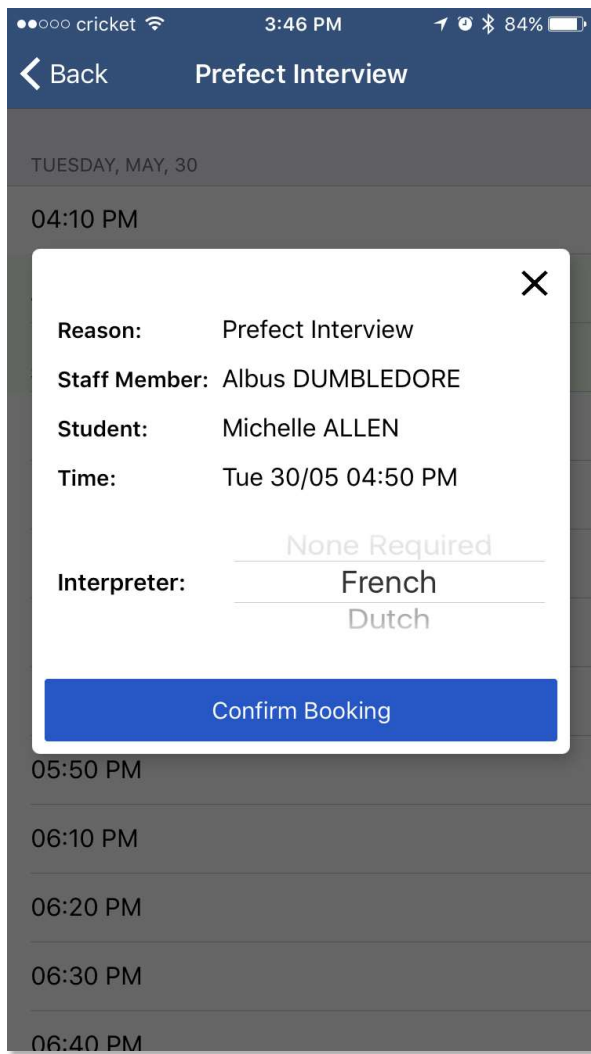 cricket 3:46 PM 84%
Back Prefect Interview
TUESDAY, MAY, 30
04:10 PM
Reason: Prefect Interview
Staff Member: Albus DUMBLEDORE
Student: Michelle ALLEN
Time: Tue 30/05 04:50 PM
None Required
Interpreter: French
Dutch
Confirm Booking
05:50 PM
06:10 PM
06:20 PM
06:30 PM
06:40 PM